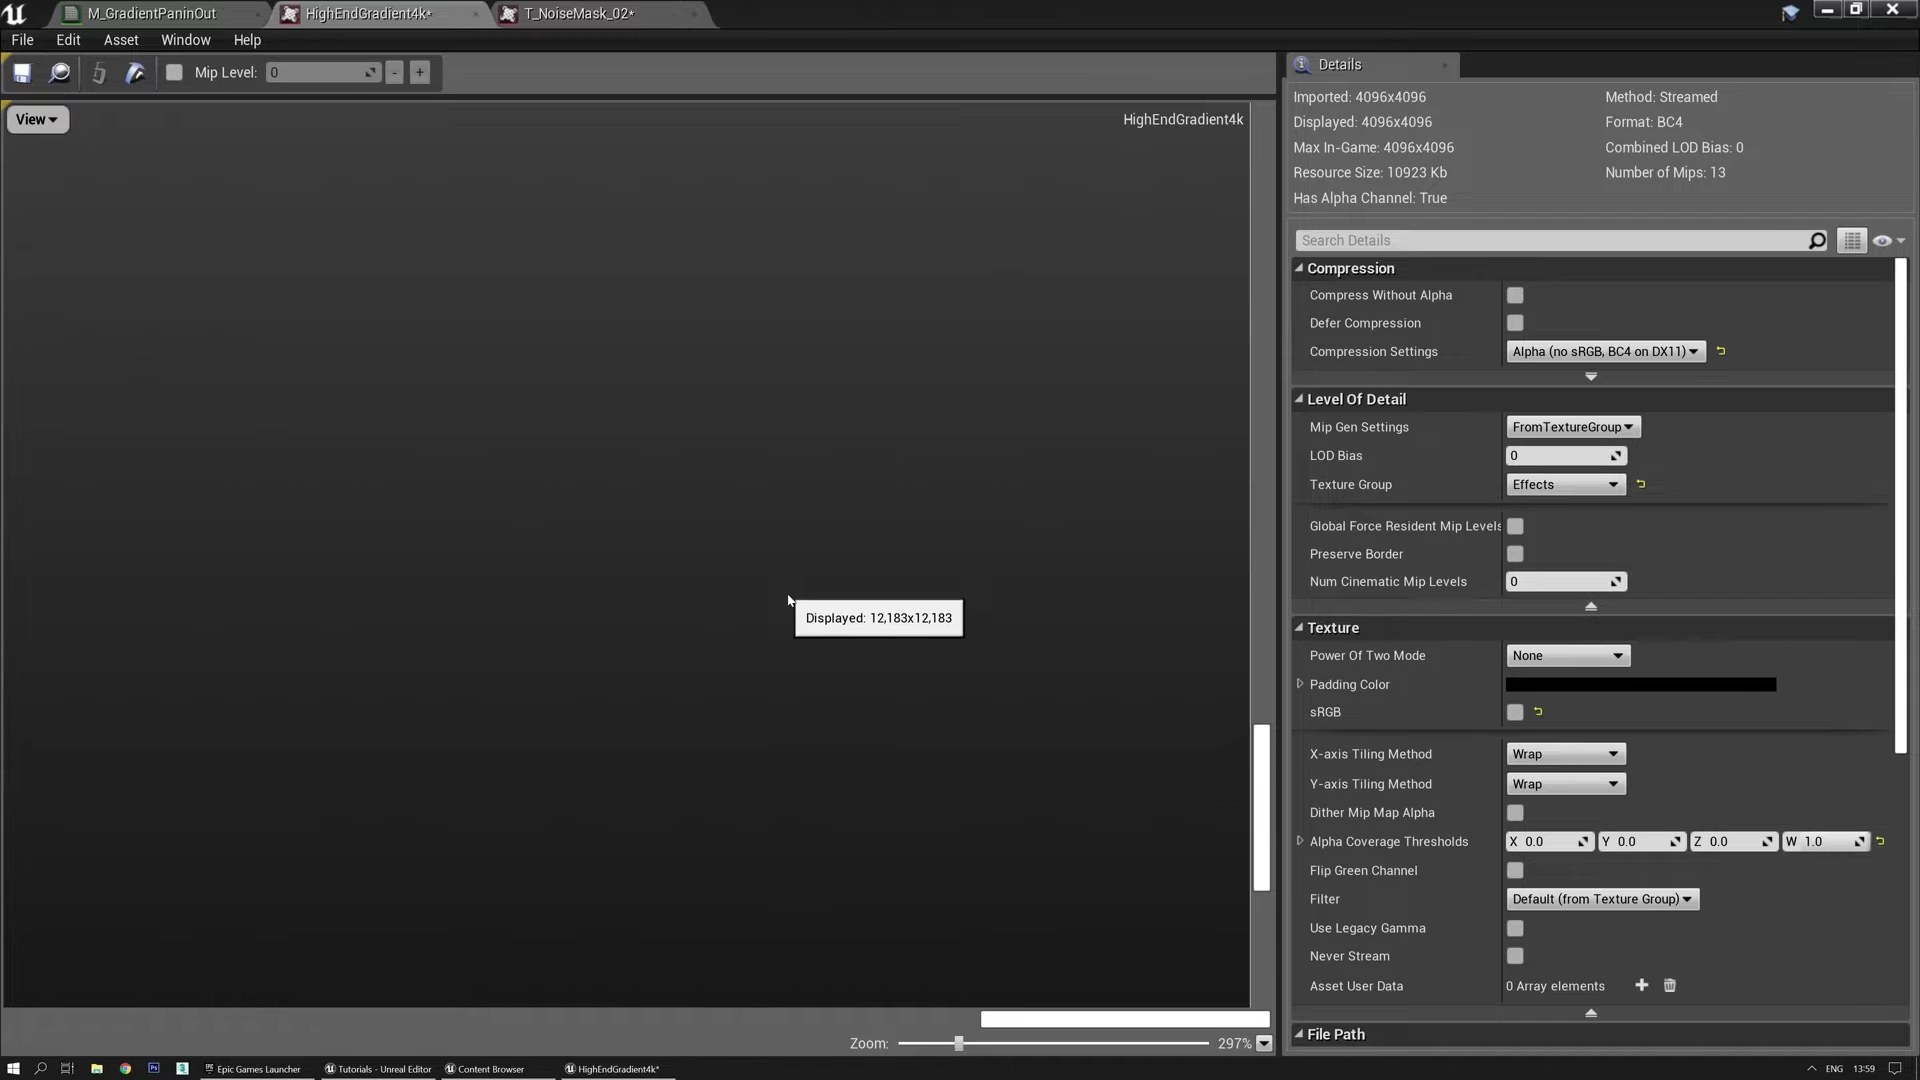 M_GradientPaninOut
HighEndGradient4k*
T_NoiseMask_02*
File Edit Asset Window Help
Mip Level: 0 - +
View
HighEndGradient4k
Displayed: 12,183x12,183
Zoom: 297%
Details
Imported: 4096x4096 Method: Streamed
Displayed: 4096x4096 Format: BC4
Max In-Game: 4096x4096 Combined LOD Bias: 0
Resource Size: 10923 Kb Number of Mips: 13
Has Alpha Channel: True
Search Details
Compression
Compress Without Alpha
Defer Compression
Compression Settings Alpha (no sRGB, BC4 on DX11)
Level Of Detail
Mip Gen Settings FromTextureGroup
LOD Bias 0
Texture Group Effects
Global Force Resident Mip Levels
Preserve Border
Num Cinematic Mip Levels 0
Texture
Power Of Two Mode None
Padding Color
sRGB
X-axis Tiling Method Wrap
Y-axis Tiling Method Wrap
Dither Mip Map Alpha
Alpha Coverage Thresholds X 0.0 Y 0.0 Z 0.0 W 1.0
Flip Green Channel
Filter Default (from Texture Group)
Use Legacy Gamma
Never Stream
Asset User Data 0 Array elements
File Path
Epic Games Launcher Tutorials - Unreal Editor Content Browser HighEndGradient4k* ENG 13:59